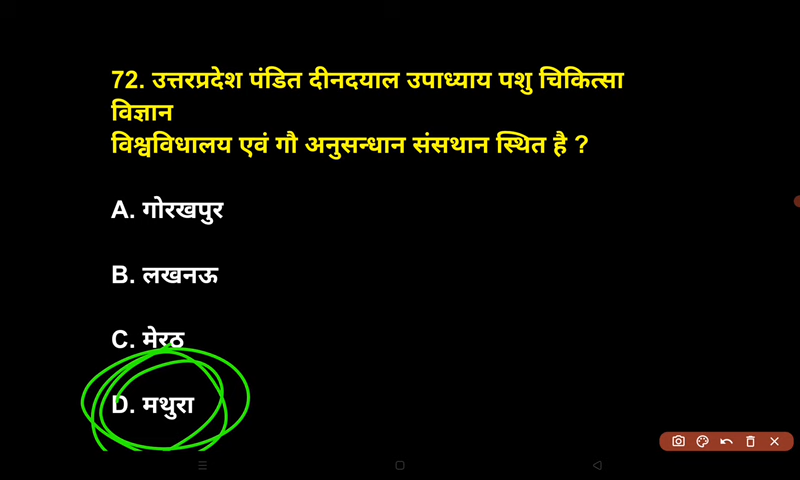 72. उत्तरप्रदेश पंडित दीनदयाल उपाध्याय पशु चिकित्सा
विज्ञान
विश्वविधालय एवं गौ अनुसन्धान संसथान स्थित है ?
A. गोरखपुर
B. लखनऊ
C. मेरठ
D. मथुरा